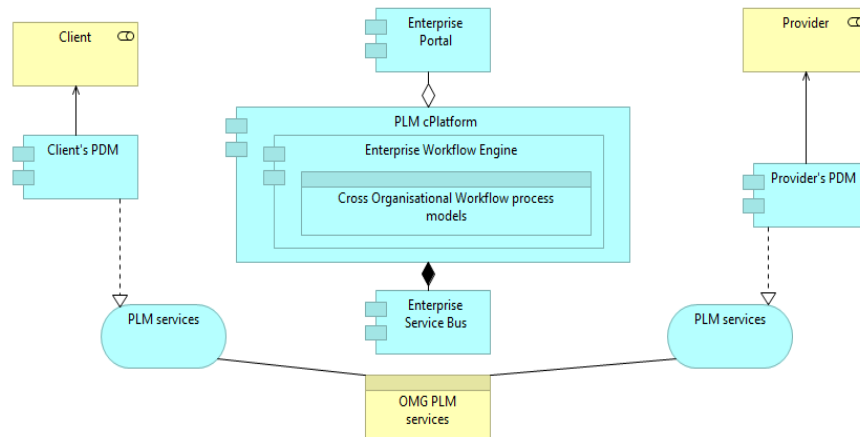 Client
Enterprise
Portal
Provider
PLM cPlatform
Enterprise Workflow Engine
Client's PDM
Provider's PDM
Cross Organisational Workflow process
models
PLM services
Enterprise
Service Bus
PLM services
OMG PLM
services